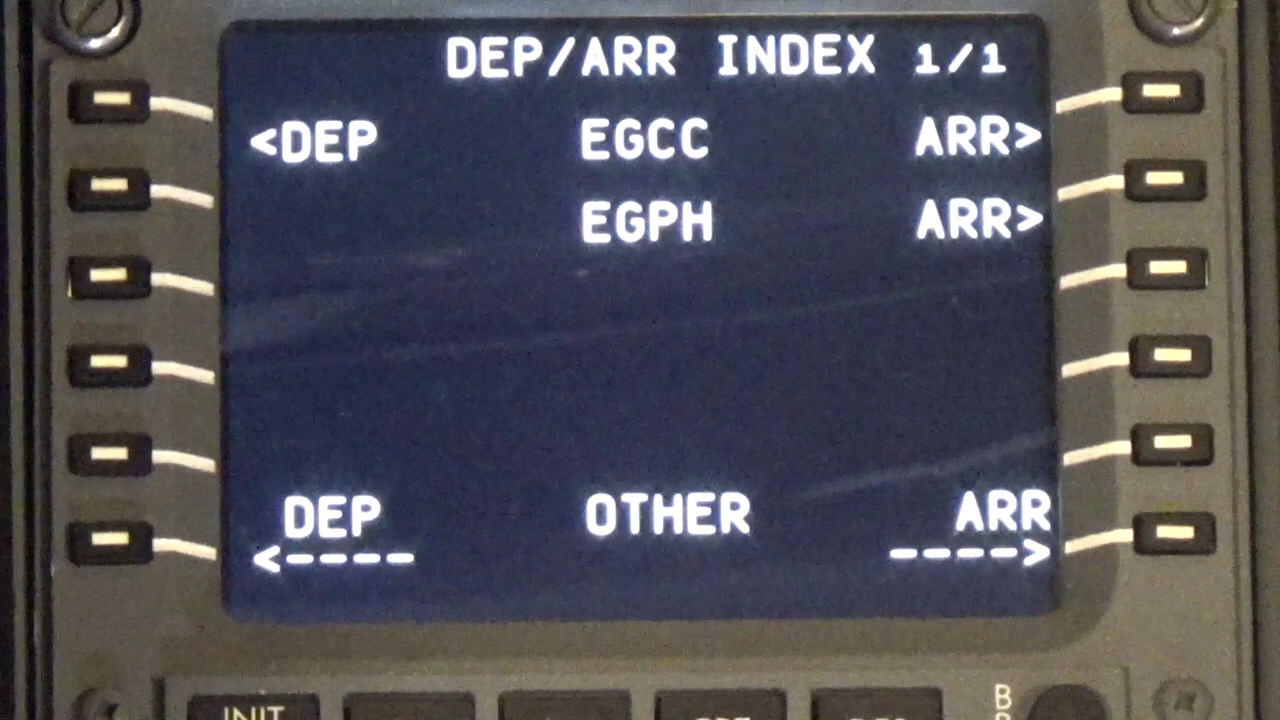 DEP/ARR INDEX 1/1
<DEP EGCC ARR>
EGPH ARR>
DEP OTHER ARR
<---- ---->
INIT
B